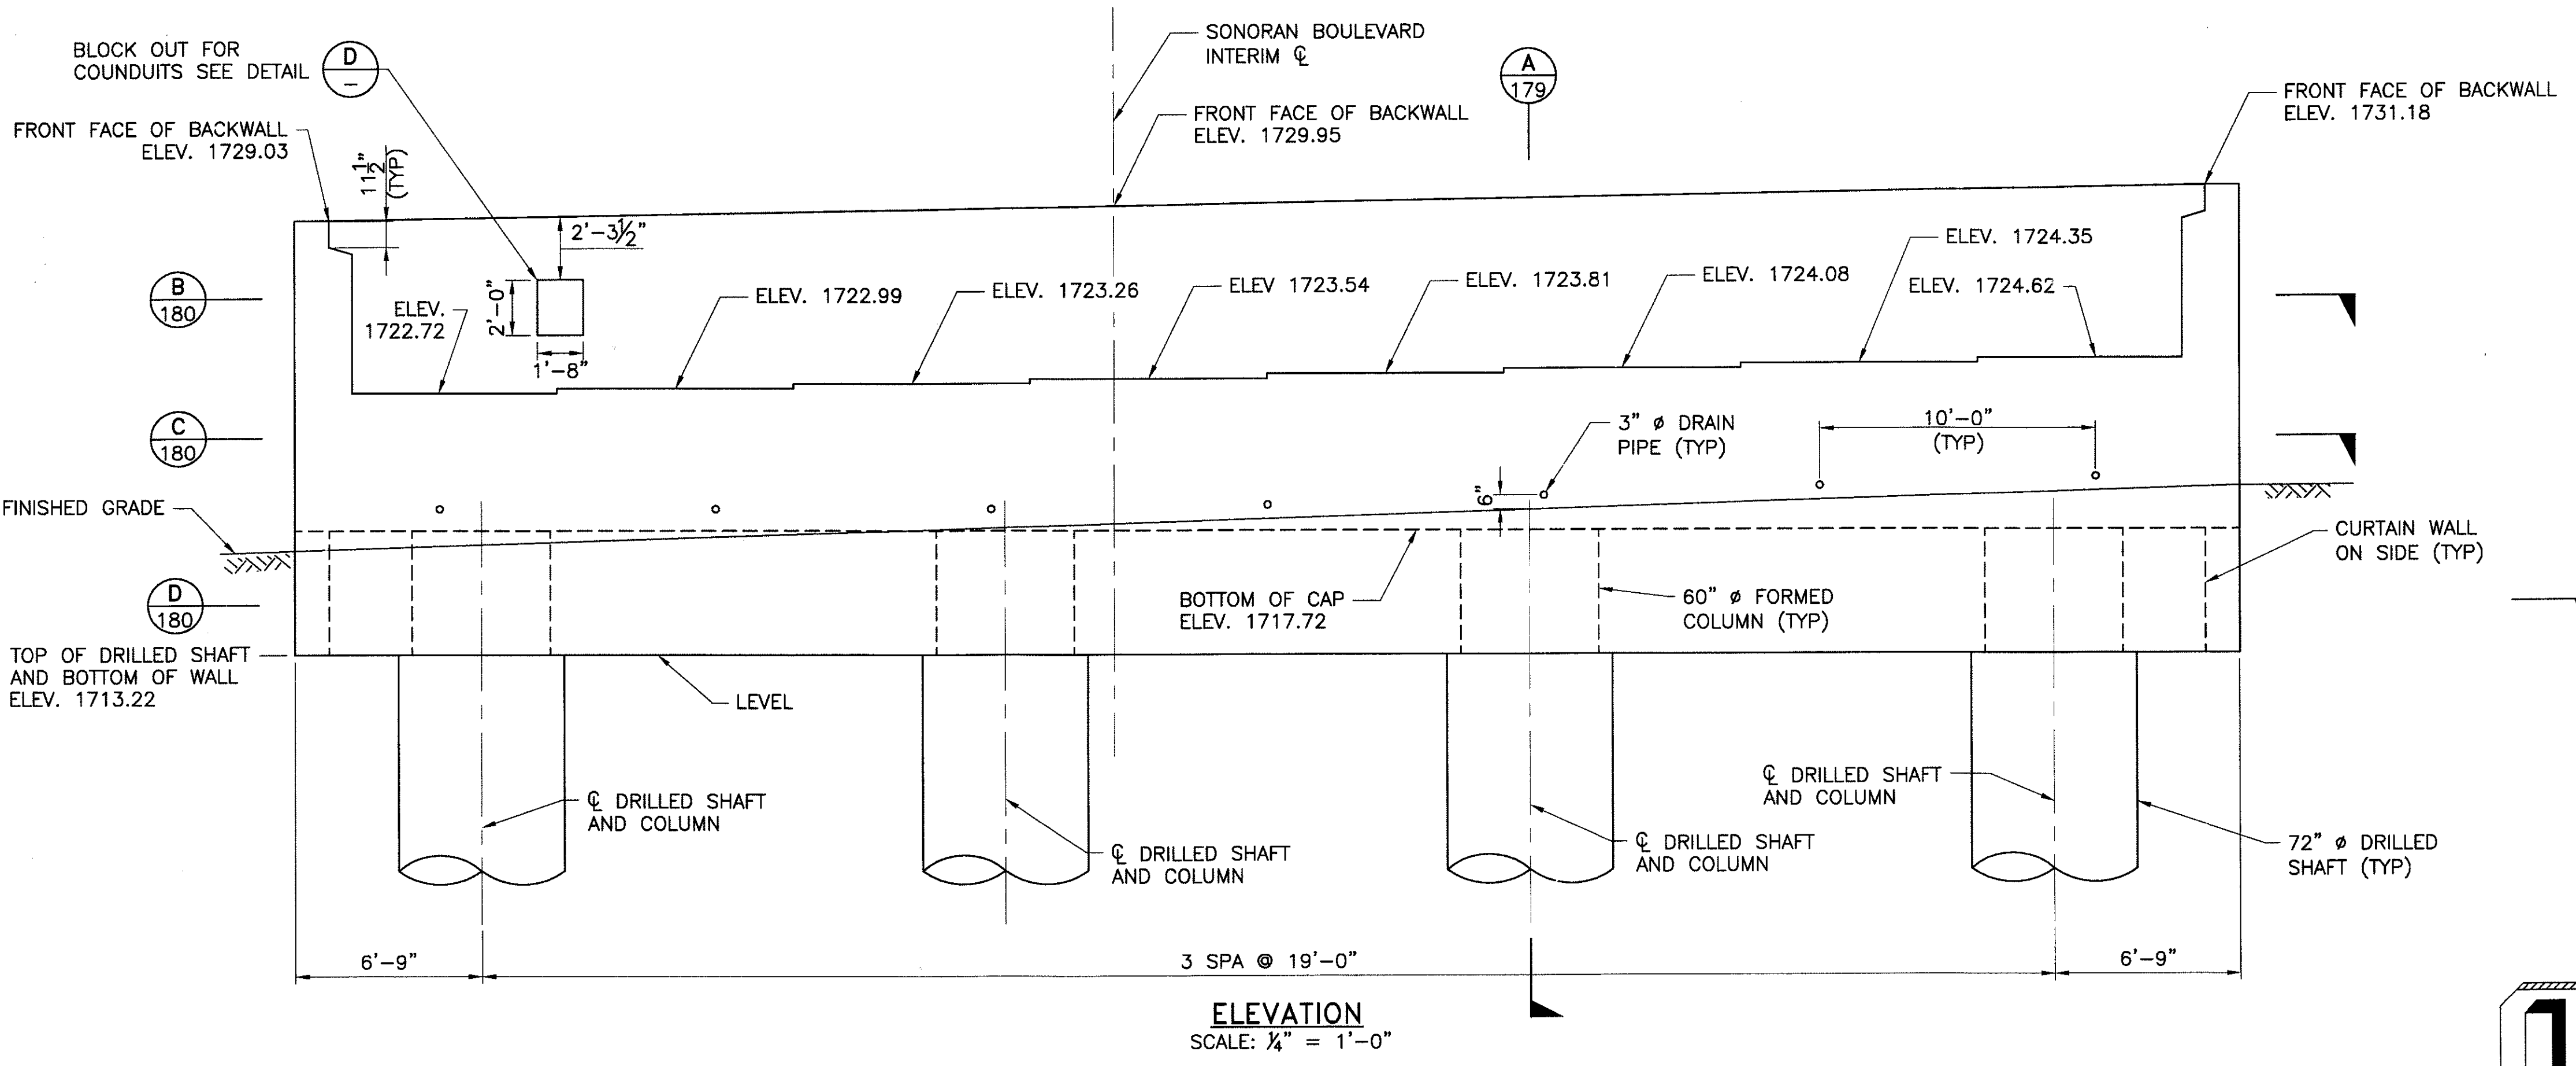 BLOCK OUT FOR
COUNDUITS SEE DETAIL
D
–
SONORAN BOULEVARD
INTERIM ℄
A
179
FRONT FACE OF BACKWALL
ELEV. 1731.18
FRONT FACE OF BACKWALL
ELEV. 1729.95
FRONT FACE OF BACKWALL
ELEV. 1729.03
11½"
(TYP)
2'-3½"
2'-0"
1'-8"
B
180
ELEV.
1722.72
ELEV. 1722.99
ELEV. 1723.26
ELEV 1723.54
ELEV. 1723.81
ELEV. 1724.08
ELEV. 1724.35
ELEV. 1724.62
C
180
3" ø DRAIN
PIPE (TYP)
10'-0"
(TYP)
6"
FINISHED GRADE
CURTAIN WALL
ON SIDE (TYP)
D
180
BOTTOM OF CAP
ELEV. 1717.72
60" ø FORMED
COLUMN (TYP)
TOP OF DRILLED SHAFT
AND BOTTOM OF WALL
ELEV. 1713.22
LEVEL
℄ DRILLED SHAFT
AND COLUMN
℄ DRILLED SHAFT
AND COLUMN
℄ DRILLED SHAFT
AND COLUMN
℄ DRILLED SHAFT
AND COLUMN
72" ø DRILLED
SHAFT (TYP)
6'-9"
3 SPA @ 19'-0"
6'-9"
ELEVATION
SCALE: ¼" = 1'-0"